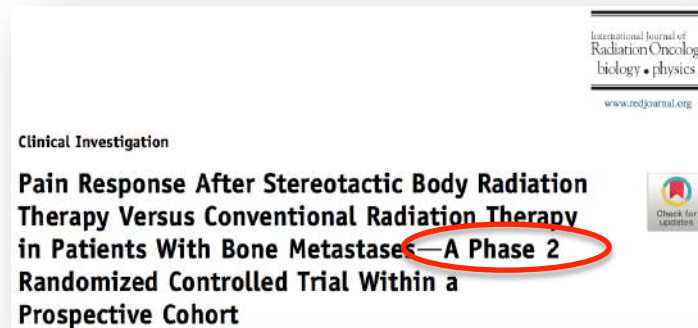 International Journal of
Radiation Oncolog
biology • physics
www.redjournal.org
Clinical Investigation
Pain Response After Stereotactic Body Radiation
Therapy Versus Conventional Radiation Therapy
in Patients With Bone Metastases—A Phase 2
Randomized Controlled Trial Within a
Prospective Cohort
Check for
updates